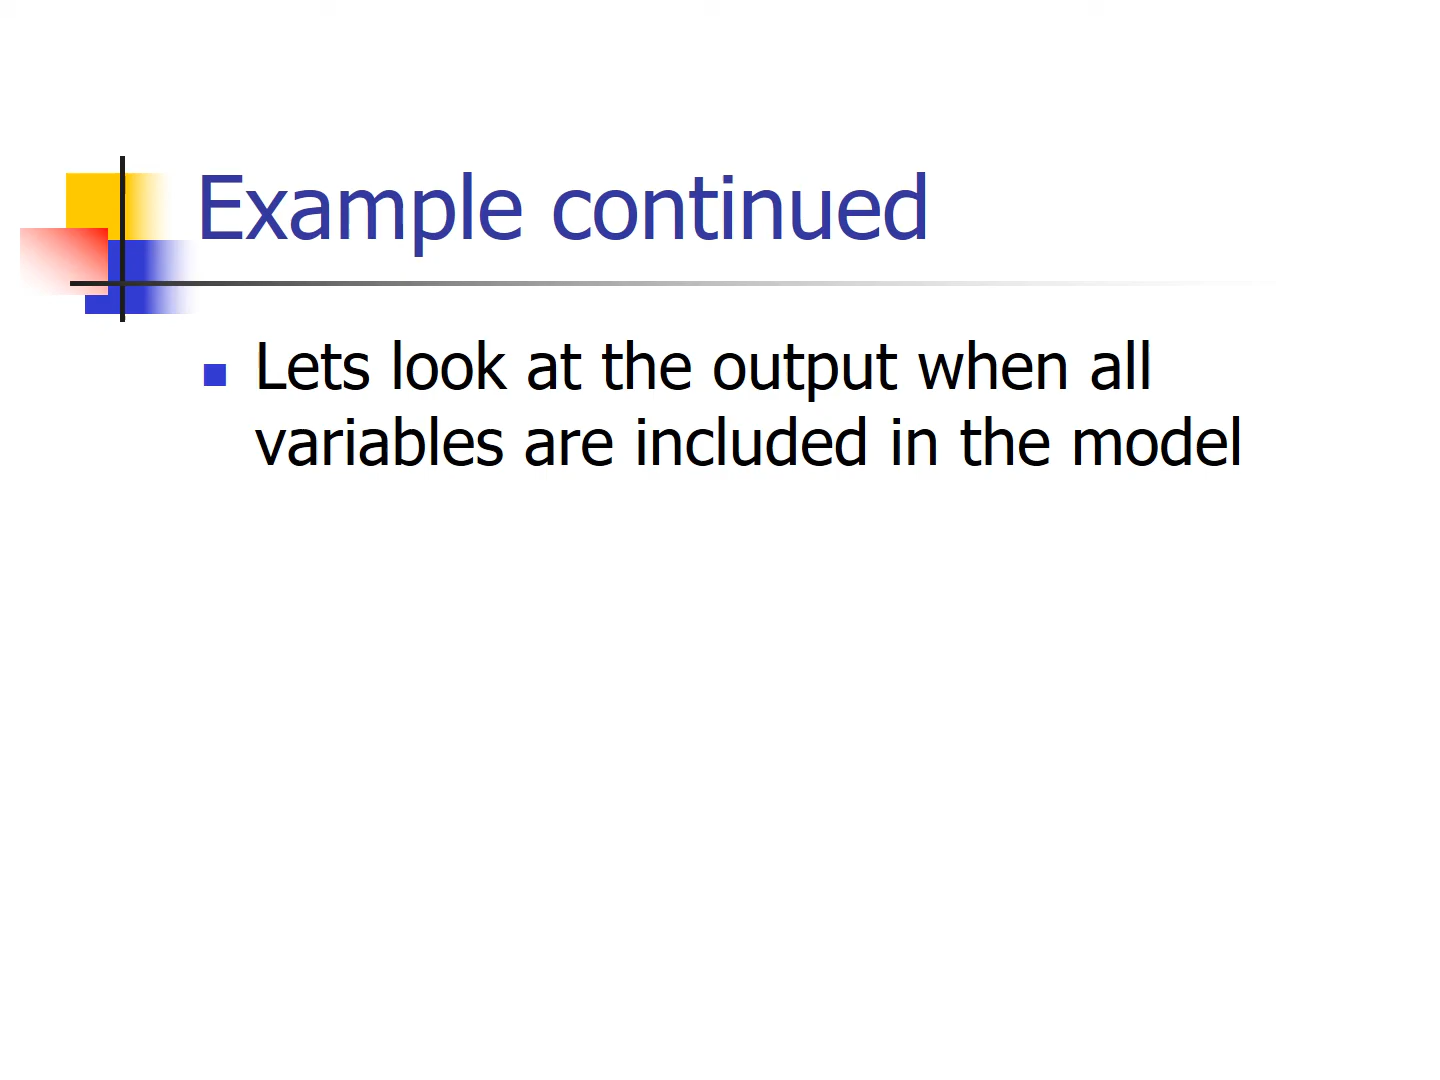 Example continued
Lets look at the output when all
variables are included in the model